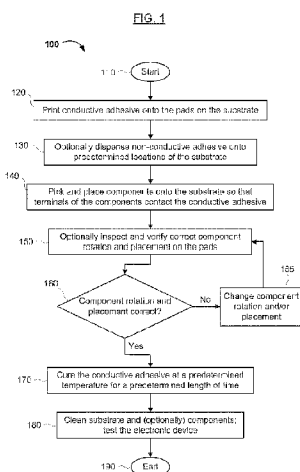 FIG. 1
100
110
Start
120
Print conductive adhesive onto the pads on the substrate
130
Optionally dispense non-conductive adhesive onto
predetermined locations of the substrate
140
Pick and place components onto the substrate so that
terminals of the components contact the conductive adhesive
150
Optionally inspect and verify correct component
rotation and placement on the pads
160
165
Component rotation and
placement correct?
No
Change component
rotation and/or
placement
Yes
170
Cure the conductive adhesive at a predetermined
temperature for a predetermined length of time
180
Clean substrate and (optionally) components;
test the electronic device
190
End